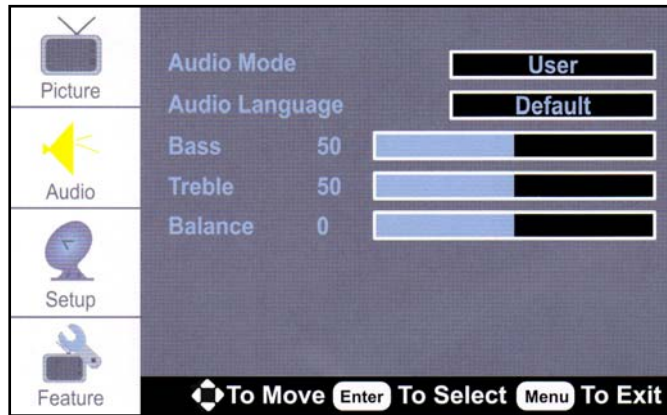 Picture
Audio
Setup
Feature
Audio Mode User
Audio Language Default
Bass 50
Treble 50
Balance 0
To Move Enter To Select Menu To Exit